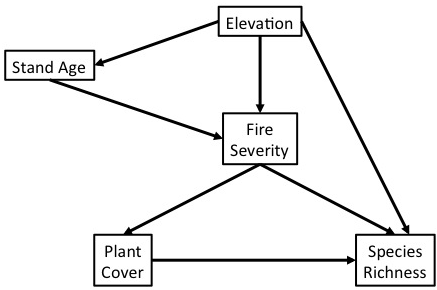 Elevation
Stand Age
Fire
Severity
Plant
Cover
Species
Richness